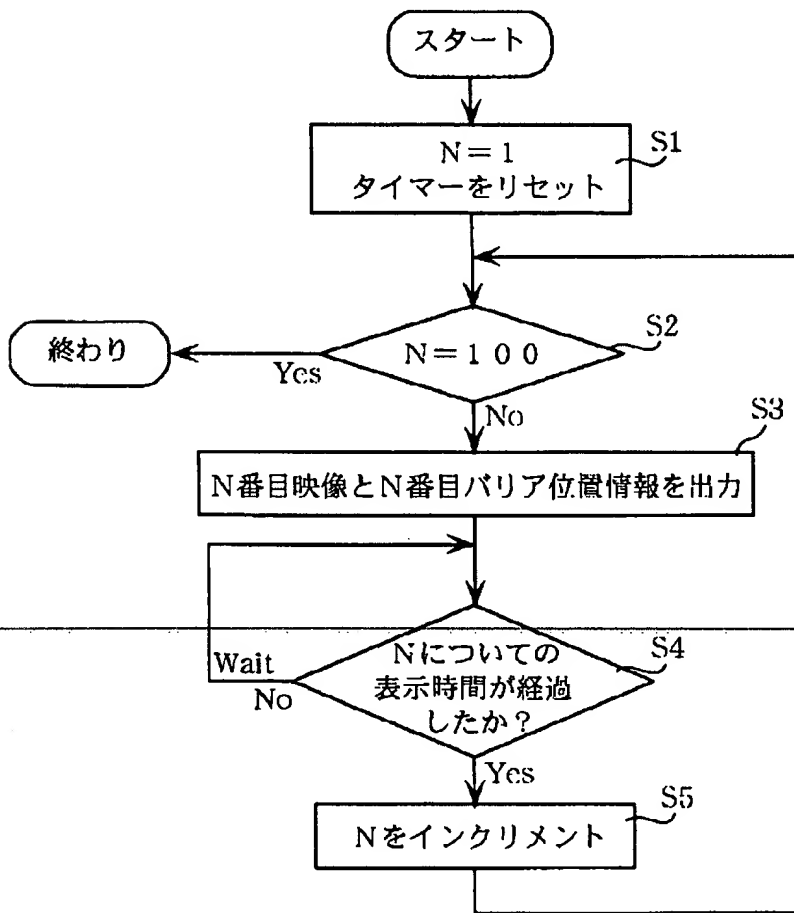 スタート
N=1
タイマーをリセット
S1
N=100
S2
終わり
Yes
No
S3
N番目映像とN番目バリア位置情報を出力
Wait
No
Nについての
表示時間が経過
したか?
S4
Yes
S5
Nをインクリメント